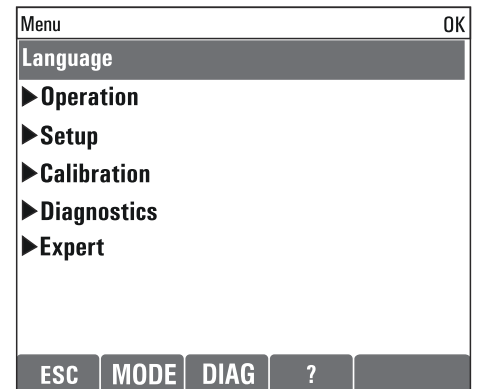 Menu OK
Language
▶Operation
▶Setup
▶Calibration
▶Diagnostics
▶Expert
ESC MODE DIAG ?